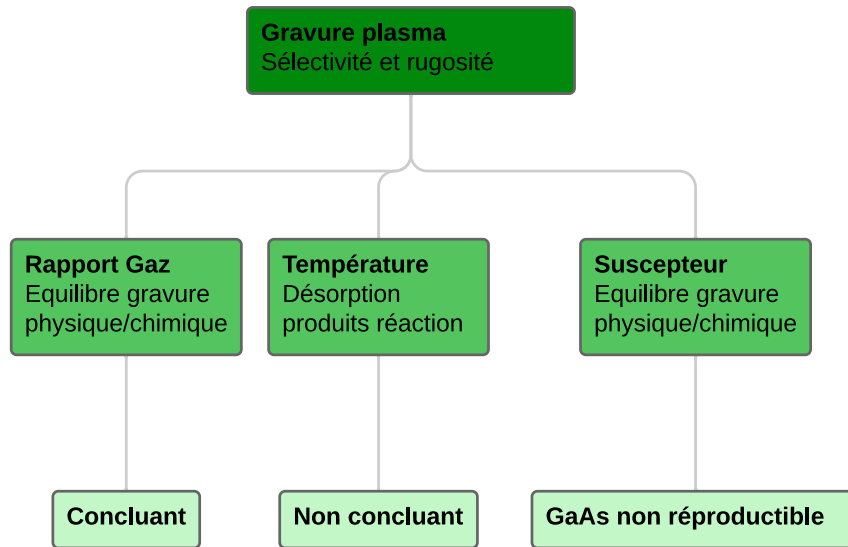 Gravure plasma
Sélectivité et rugosité
Rapport Gaz
Equilibre gravure
physique/chimique
Température
Désorption
produits réaction
Suscepteur
Equilibre gravure
physique/chimique
Concluant
Non concluant
GaAs non réproductible